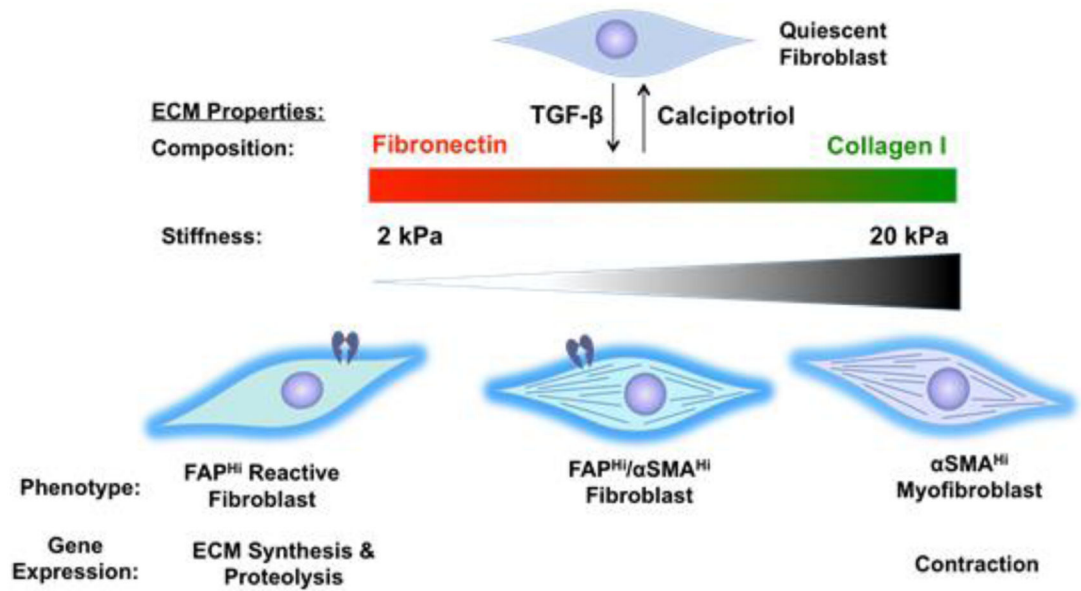 Quiescent
Fibroblast
ECM Properties:
TGF-β
Calcipotriol
Composition:
Fibronectin
Collagen I
Stiffness:
2 kPa
20 kPa
Phenotype:
FAPᴴⁱ Reactive
Fibroblast
FAPᴴⁱ/αSMAᴴⁱ
Fibroblast
αSMAᴴⁱ
Myofibroblast
Gene
Expression:
ECM Synthesis &
Proteolysis
Contraction